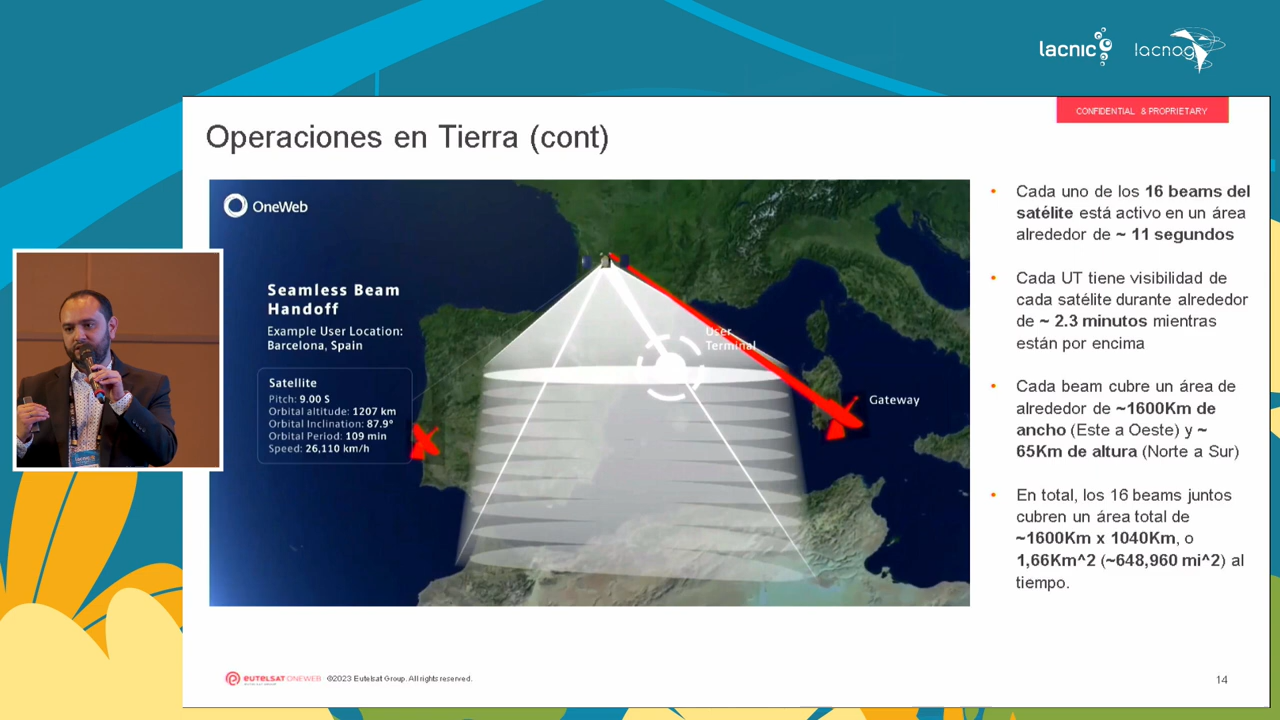 lacnic
lacnog
CONFIDENTIAL & PROPRIETARY
Operaciones en Tierra (cont)
OneWeb
Seamless Beam
Handoff
Example User Location:
Barcelona, Spain
Satellite
Pitch: 9.00 S
Orbital altitude: 1207 km
Orbital Inclination: 87.9°
Orbital Period: 109 min
Speed: 26,110 km/h
User
Terminal
Gateway
• Cada uno de los 16 beams del
satélite está activo en un área
alrededor de ~ 11 segundos
• Cada UT tiene visibilidad de
cada satélite durante alrededor
de ~ 2.3 minutos mientras
están por encima
• Cada beam cubre un área de
alrededor de ~1600Km de
ancho (Este a Oeste) y ~
65Km de altura (Norte a Sur)
• En total, los 16 beams juntos
cubren un área total de
~1600Km x 1040Km, o
1,66Km^2 (~648,960 mi^2) al
tiempo.
EUTELSAT ONEWEB ©2023 Eutelsat Group. All rights reserved.
14